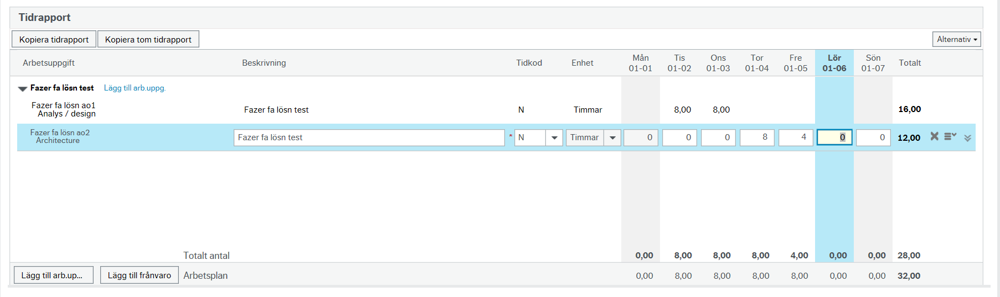 Tidrapport
Kopiera tidrapport Kopiera tom tidrapport Alternativ
Arbetsuppgift Beskrivning Tidkod Enhet Mån 01-01 Tis 01-02 Ons 01-03 Tor 01-04 Fre 01-05 Lör 01-06 Sön 01-07 Totalt
Fazer fa lösn test Lägg till arb.uppg.
Fazer fa lösn ao1
Analys / design Fazer fa lösn test N Timmar 8,00 8,00 16,00
Fazer fa lösn ao2
Architecture Fazer fa lösn test * N Timmar 0 0 0 8 4 0 0 12,00
Totalt antal 0,00 8,00 8,00 8,00 4,00 0,00 0,00 28,00
Lägg till arb.up... Lägg till frånvaro Arbetsplan 0,00 8,00 8,00 8,00 8,00 0,00 0,00 32,00